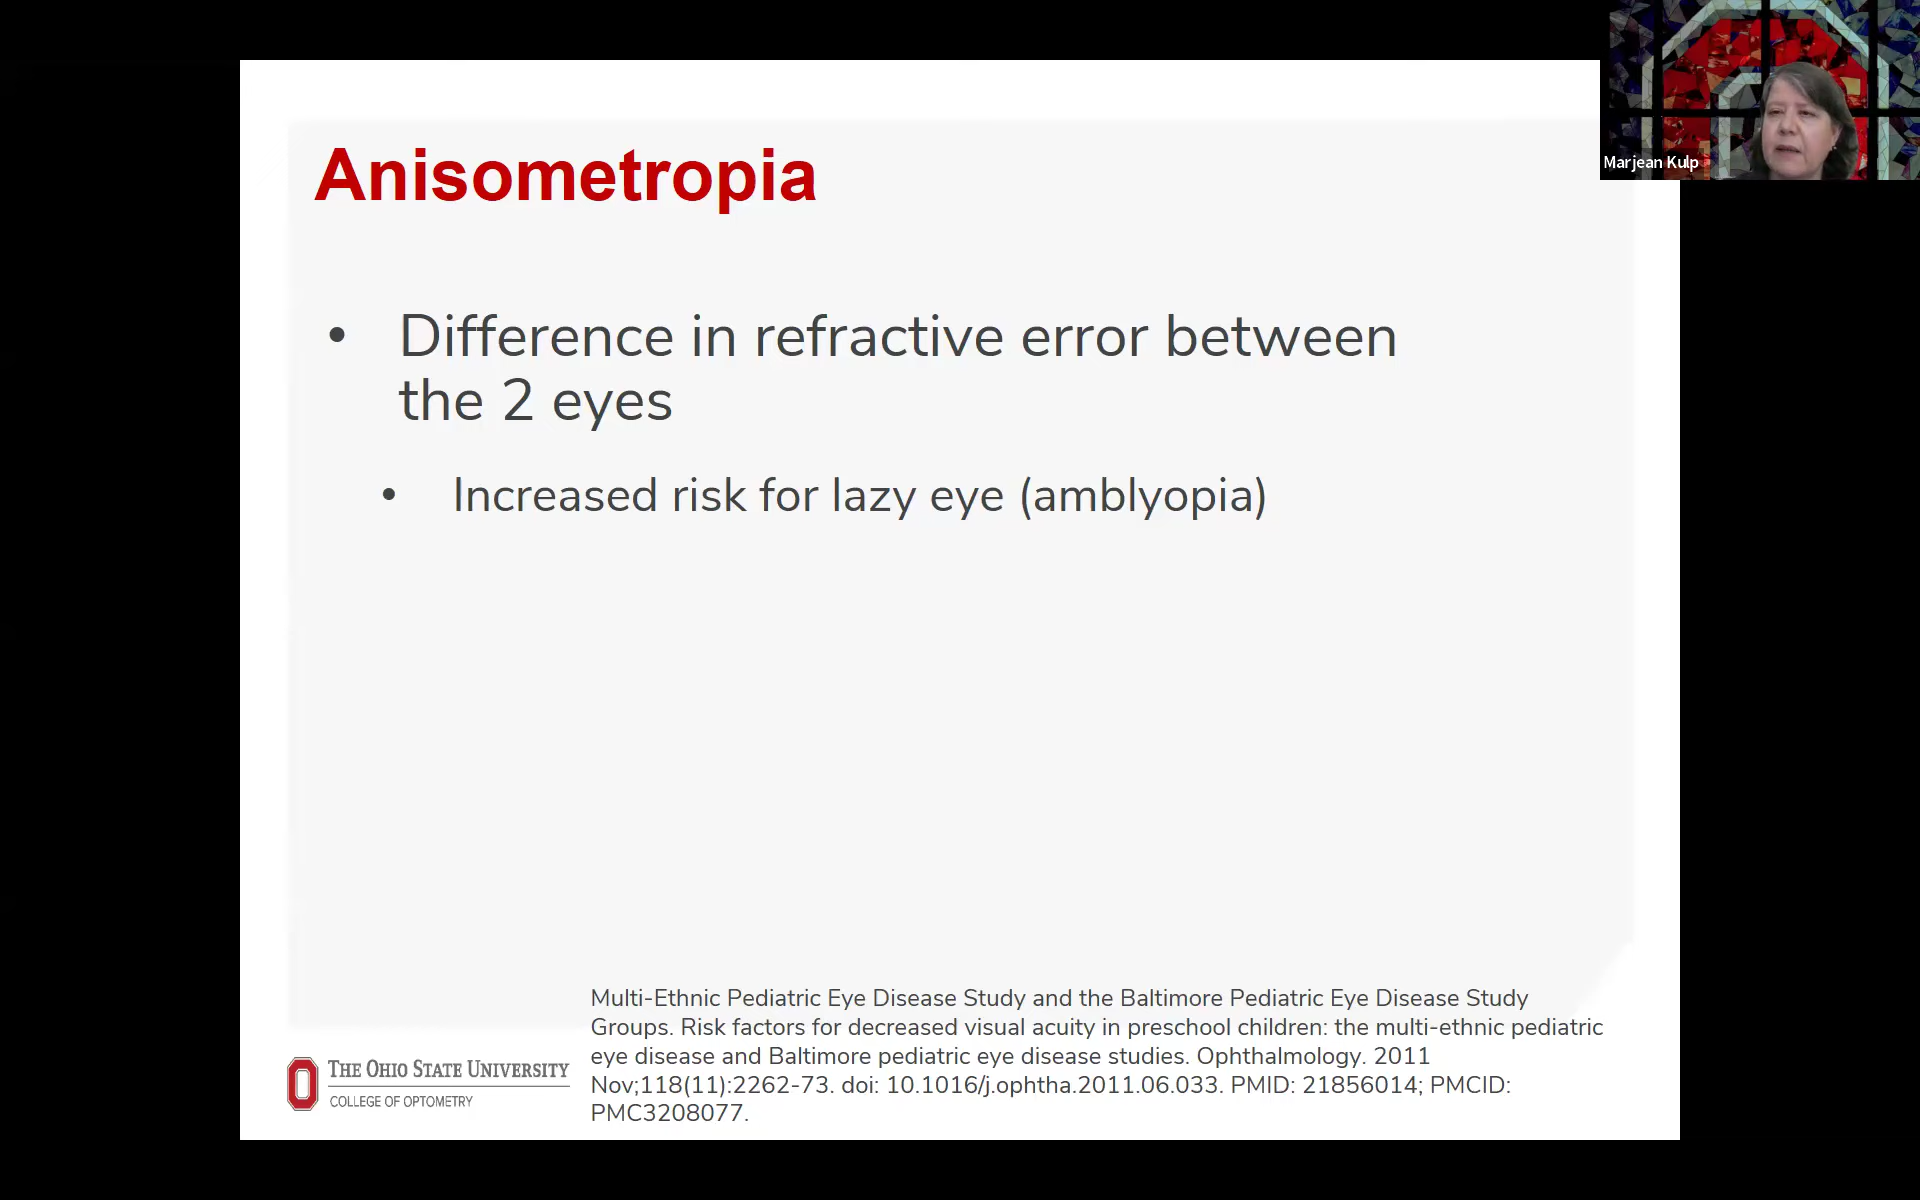 Anisometropia
Marjean Kulp
• Difference in refractive error between
the 2 eyes
• Increased risk for lazy eye (amblyopia)
Multi-Ethnic Pediatric Eye Disease Study and the Baltimore Pediatric Eye Disease Study
Groups. Risk factors for decreased visual acuity in preschool children: the multi-ethnic pediatric
eye disease and Baltimore pediatric eye disease studies. Ophthalmology. 2011
Nov;118(11):2262-73. doi: 10.1016/j.ophtha.2011.06.033. PMID: 21856014; PMCID:
PMC3208077.
THE OHIO STATE UNIVERSITY
COLLEGE OF OPTOMETRY